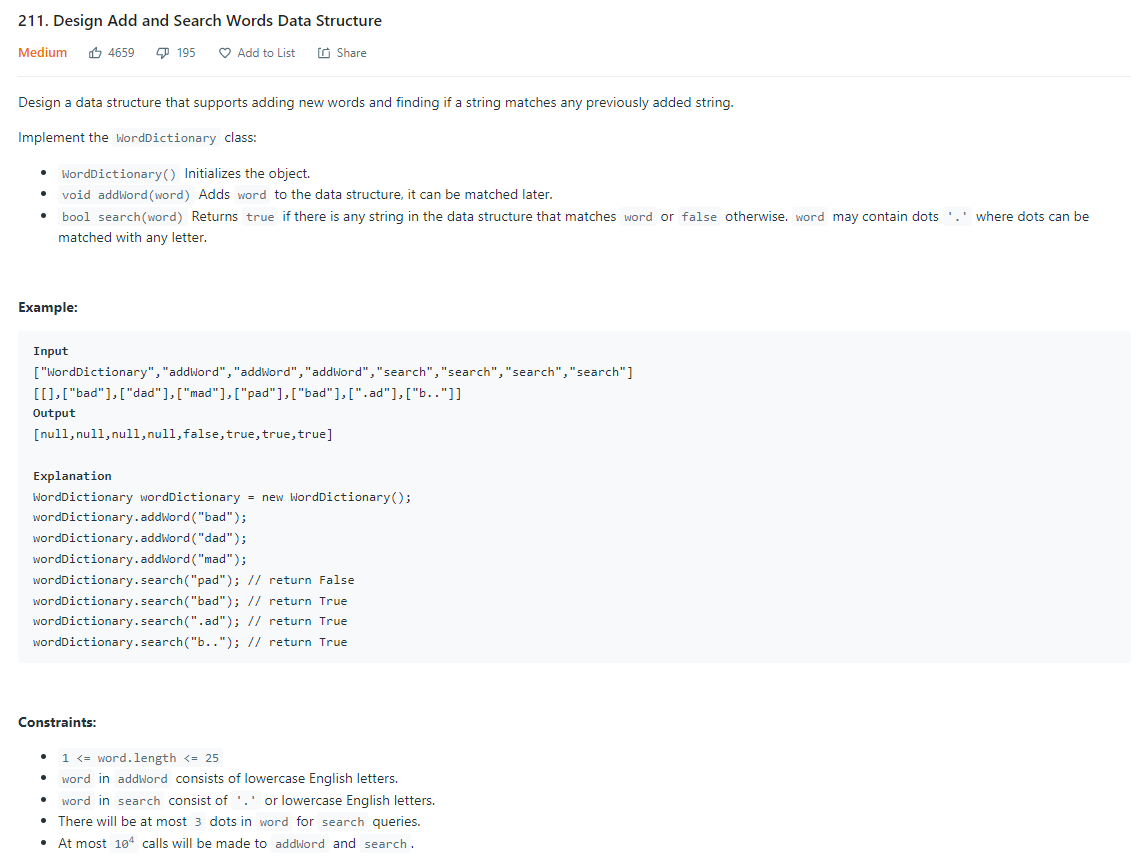 211. Design Add and Search Words Data Structure
Medium 4659 195 Add to List Share
Design a data structure that supports adding new words and finding if a string matches any previously added string.
Implement the WordDictionary class:
• WordDictionary() Initializes the object.
• void addWord(word) Adds word to the data structure, it can be matched later.
• bool search(word) Returns true if there is any string in the data structure that matches word or false otherwise. word may contain dots '.' where dots can be
matched with any letter.
Example:
Input
["WordDictionary","addWord","addWord","addWord","search","search","search","search"]
[[],["bad"],["dad"],["mad"],["pad"],["bad"],[".ad"],["b.."]]
Output
[null,null,null,null,false,true,true,true]
Explanation
WordDictionary wordDictionary = new WordDictionary();
wordDictionary.addWord("bad");
wordDictionary.addWord("dad");
wordDictionary.addWord("mad");
wordDictionary.search("pad"); // return False
wordDictionary.search("bad"); // return True
wordDictionary.search(".ad"); // return True
wordDictionary.search("b.."); // return True
Constraints:
• 1 <= word.length <= 25
• word in addWord consists of lowercase English letters.
• word in search consist of '.' or lowercase English letters.
• There will be at most 3 dots in word for search queries.
• At most 10⁴ calls will be made to addWord and search.